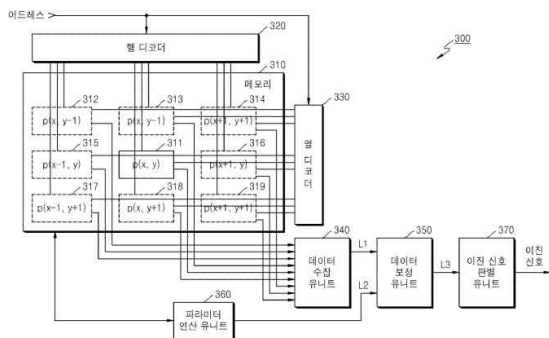 어드레스
320
행 디코더
300
310
메모리
312
313
314
330
p(x, y-1)
p(x, y-1)
p(x+1, y+1)
315
311
316
열 디코더
p(x-1, y)
p(x, y)
p(x+1, y)
317
318
319
p(x-1, y+1)
p(x, y+1)
p(x+1, y+1)
340
350
370
데이터
수집
유니트
L1
데이터
보정
유니트
L3
이진 신호
판별 유니트
이진
신호
360
L2
파라미터
연산 유니트